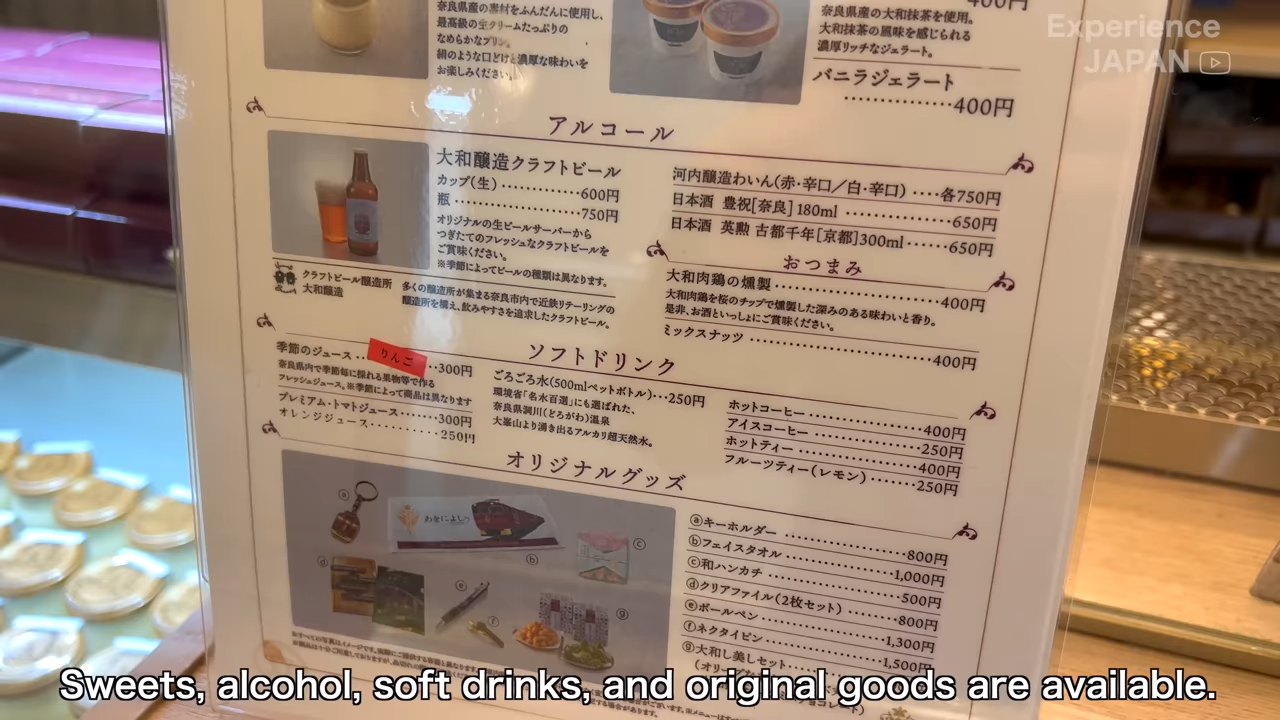 Experience
JAPAN
奈良県産の素材をふんだんに使用し、
最高級の生クリームたっぷりの
なめらかなプリン。
絹のような口どけと濃厚な味わいを
お楽しみください。
400円
奈良県産の大和抹茶を使用。
大和抹茶の風味を感じられる
濃厚リッチなジェラート。
バニラジェラート
400円
アルコール
大和醸造クラフトビール
カップ(生) 600円
瓶 750円
オリジナルの生ビールサーバーから
つぎたてのフレッシュなクラフトビールを
ご賞味ください。
※季節によってビールの種類は異なります。
クラフトビール醸造所
大和醸造
多くの醸造所が集まる奈良市内で近鉄リテーリングの
醸造所を構え、飲みやすさを追求したクラフトビール。
河内醸造わいん(赤・辛口/白・辛口) 各750円
日本酒 豊祝[奈良] 180ml 650円
日本酒 英勲 古都千年[京都]300ml 650円
おつまみ
大和肉鶏の燻製 400円
大和肉鶏を桜のチップで燻製した深みのある味わいと香り。
是非、お酒といっしょにご賞味ください。
ミックスナッツ 400円
ソフトドリンク
季節のジュース りんご 300円
奈良県内で季節毎に採れる果物等で作る
フレッシュジュース。※季節によって商品は異なります
プレミアム・トマトジュース 300円
オレンジジュース 250円
ごろごろ水(500mlペットボトル) 250円
環境省「名水百選」にも選ばれた、
奈良県洞川(どろがわ)温泉
大峯山より湧き出るアルカリ超天然水。
ホットコーヒー 400円
アイスコーヒー 250円
ホットティー 400円
フルーツティー(レモン) 250円
オリジナルグッズ
ⓐ
あをによし
ⓑ
ⓒ
ⓓ
ⓔ
ⓕ
ⓖ
ⓐキーホルダー 800円
ⓑフェイスタオル 1,000円
ⓒ和ハンカチ 500円
ⓓクリアファイル(2枚セット) 800円
ⓔボールペン 1,300円
ⓕネクタイピン 1,500円
ⓖ大和し美しセット
Sweets, alcohol, soft drinks, and original goods are available.